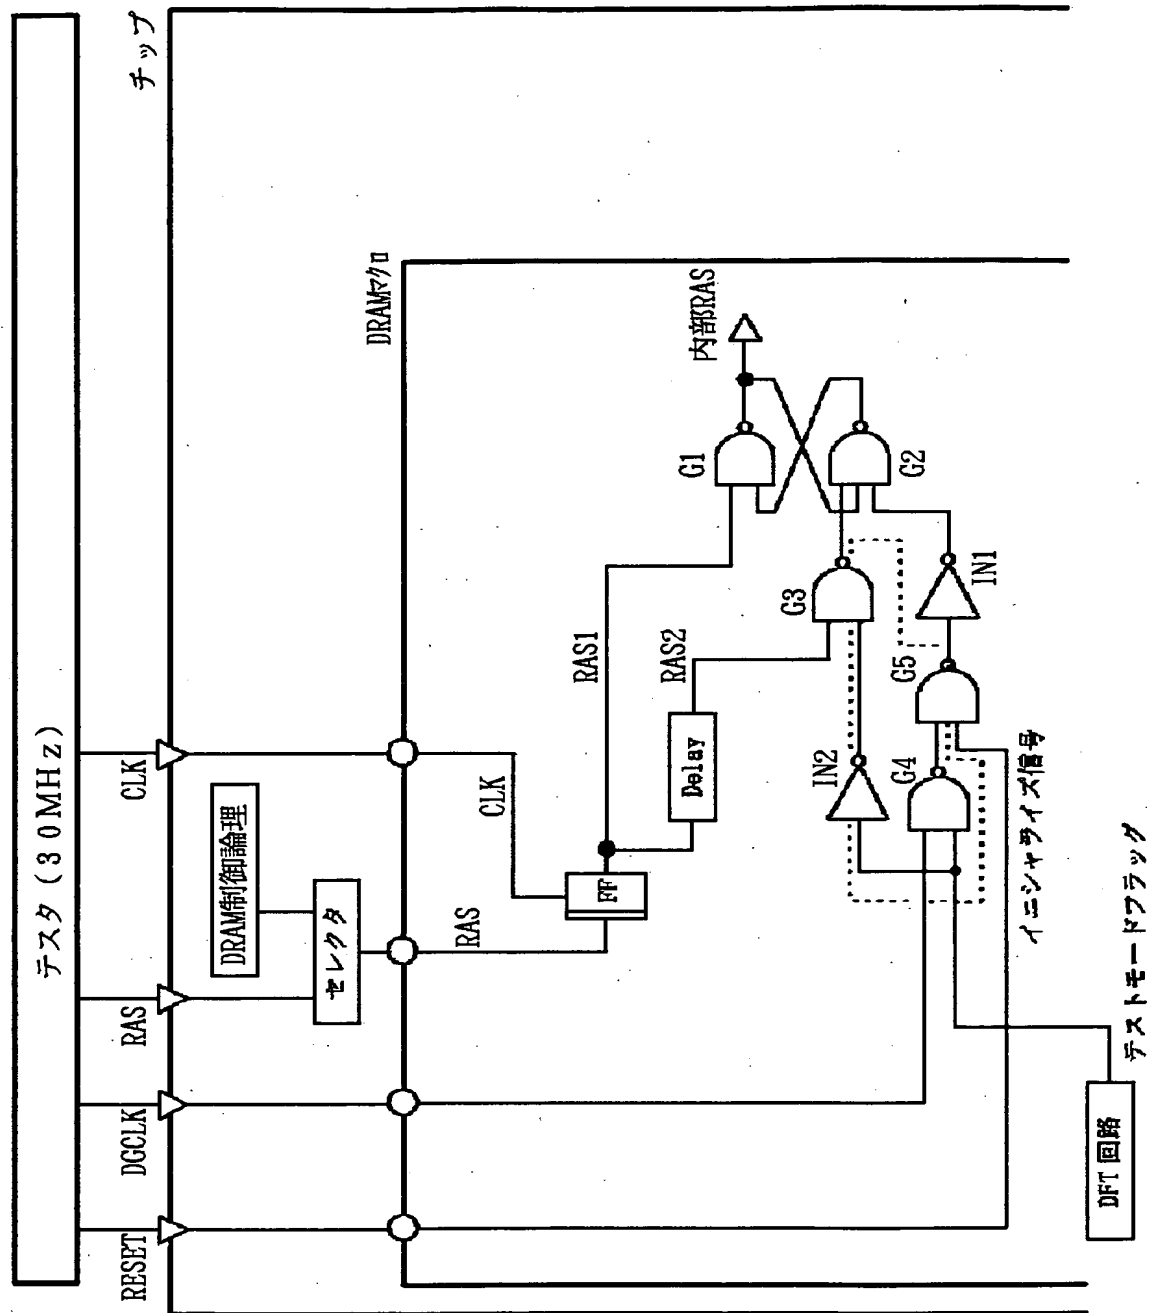 テスタ(30MHz)
チップ
RESET
DGCLK
RAS
CLK
DRAM制御論理
セレクタ
DRAMマクロ
RAS
CLK
FF
Delay
RAS1
RAS2
内部RAS
G1
G2
G3
IN2
G4
G5
IN1
イニシャライズ信号
DFT回路
テストモードフラッグ